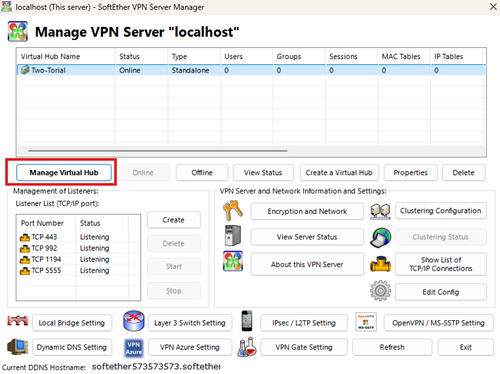 localhost (This server) - SoftEther VPN Server Manager
Manage VPN Server "localhost"
Virtual Hub Name Status Type Users Groups Sessions MAC Tables IP Tables
Two-Torial Online Standalone 0 0 0 0 0
Manage Virtual Hub Online Offline View Status Create a Virtual Hub Properties Delete
Management of Listeners:
Listener List (TCP/IP port):
Port Number Status
TCP 443 Listening
TCP 992 Listening
TCP 1194 Listening
TCP 5555 Listening
Create
Delete
Start
Stop
VPN Server and Network Information and Settings:
Encryption and Network
Clustering Configuration
View Server Status
Clustering Status
About this VPN Server
Show List of
TCP/IP Connections
Edit Config
Local Bridge Setting
Layer 3 Switch Setting
IPsec / L2TP Setting
MS-SSTP
OpenVPN / MS-SSTP Setting
Dynamic DNS Setting
VPN
Azure
VPN Azure Setting
VPN Gate Setting
Refresh
Exit
Current DDNS Hostname: softether573573573.softether